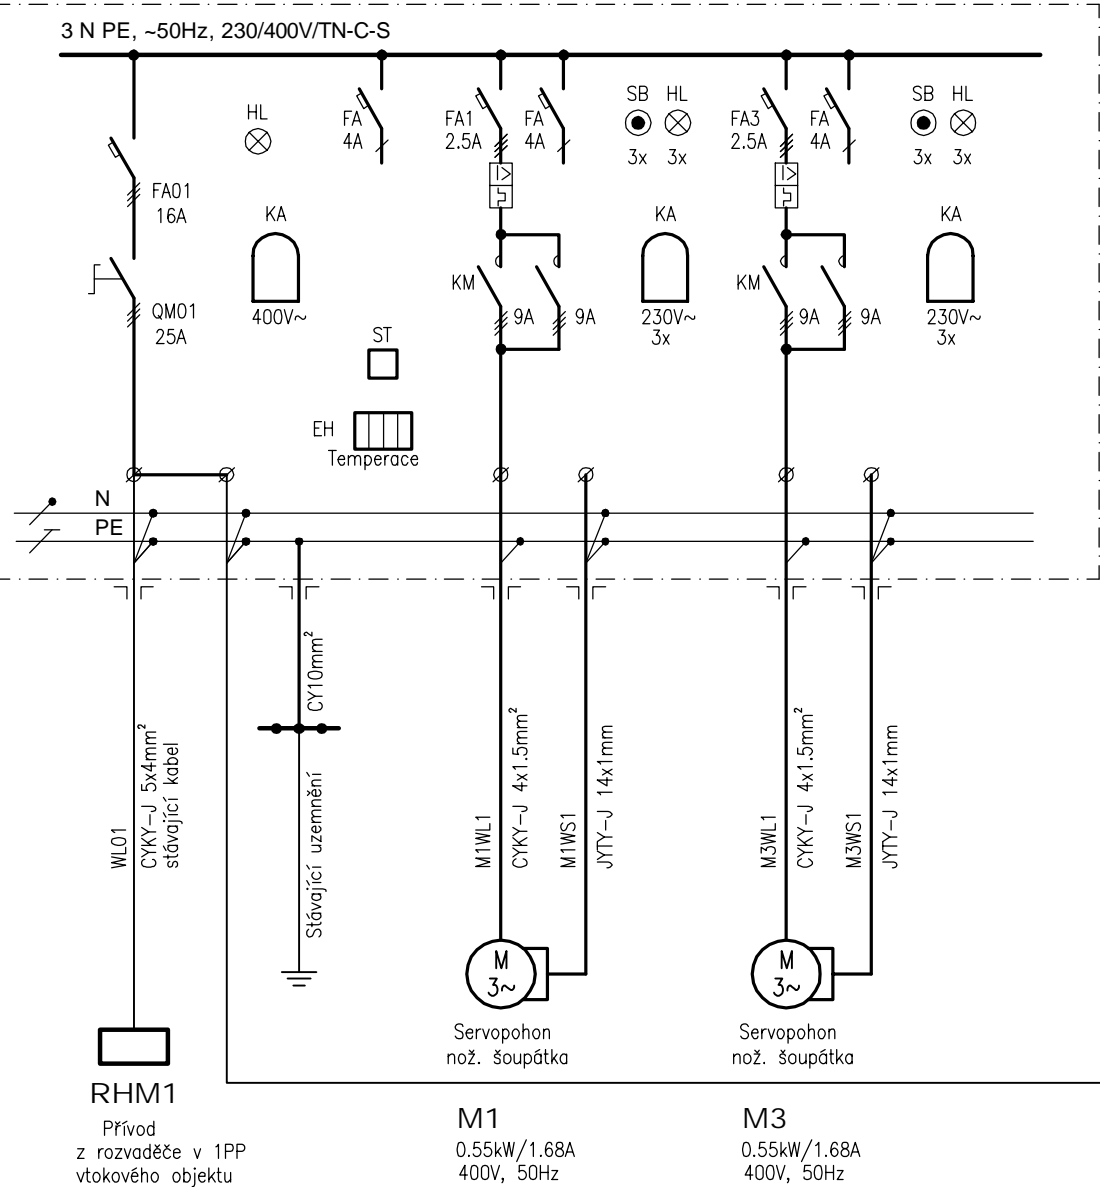 3 N PE, ~50Hz, 230/400V/TN-C-S
HL
FA
4A
FA1
2.5A
FA
4A
SB HL
3x 3x
FA3
2.5A
FA
4A
SB HL
3x 3x
FA01
16A
QM01
25A
KA
400V~
ST
EH
Temperace
KM
9A
9A
KA
230V~
3x
KM
9A
9A
KA
230V~
3x
N
PE
WL01
CYKY-J 5x4mm²
stávající kabel
CY10mm²
Stávající uzemnění
M1WL1
CYKY-J 4x1.5mm²
M1WS1
JYTY-J 14x1mm
M3WL1
CYKY-J 4x1.5mm²
M3WS1
JYTY-J 14x1mm
M
3~
M
3~
Servopohon
nož. šoupátka
Servopohon
nož. šoupátka
RHM1
Přívod
z rozvaděče v 1PP
vtokového objektu
M1
0.55kW/1.68A
400V, 50Hz
M3
0.55kW/1.68A
400V, 50Hz